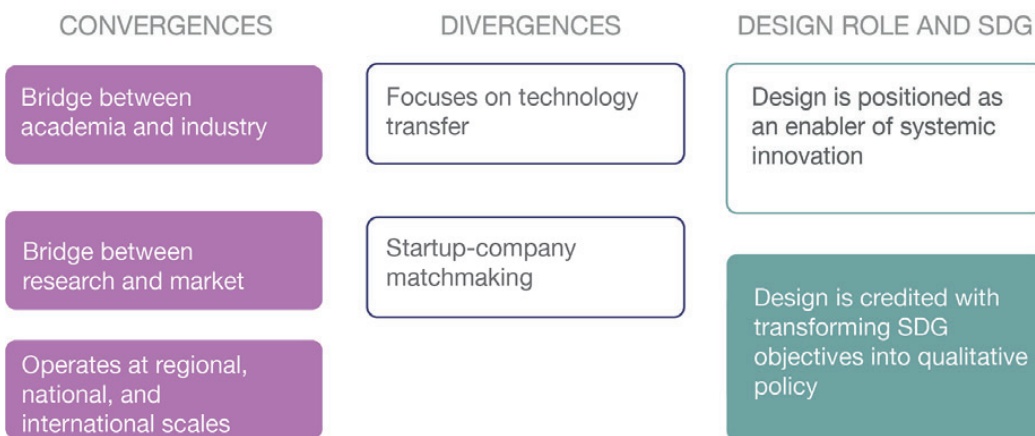 CONVERGENCES
Bridge between
academia and industry
Bridge between
research and market
Operates at regional,
national, and
international scales
DIVERGENCES
Focuses on technology
transfer
Startup-company
matchmaking
DESIGN ROLE AND SDG
Design is positioned as
an enabler of systemic
innovation
Design is credited with
transforming SDG
objectives into qualitative
policy